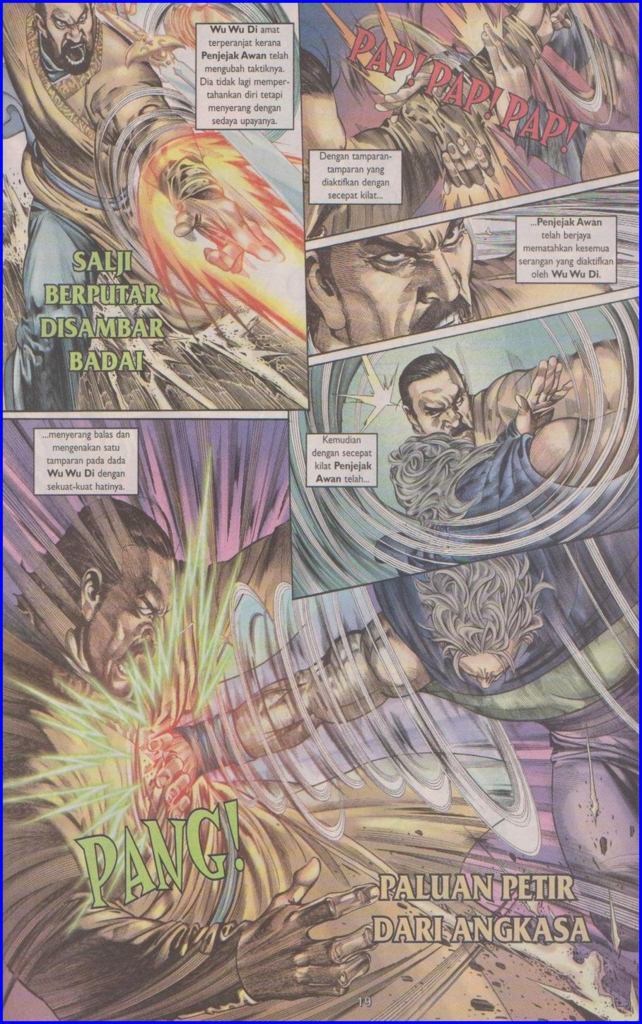 Wu Wu Di amat
terperanjat kerana
Penjejak Awan telah
mengubah taktiknya.
Dia tidak lagi memper-
tahankan diri tetapi
menyerang dengan
sedaya upayanya.
SALJI
BERPUTAR
DISAMBAR
BADAI
PAP! PAP! PAP!
Dengan tamparan-
tamparan yang
diaktifkan dengan
secepat kilat...
...Penjejak Awan
telah berjaya
mematahkan kesemua
serangan yang diaktifkan
oleh Wu Wu Di.
Kemudian
dengan secepat
kilat Penjejak
Awan telah...
...menyerang balas dan
mengenakan satu
tamparan pada dada
Wu Wu Di dengan
sekuat-kuat hatinya.
PANG!
PALUAN PETIR
DARI ANGKASA
19